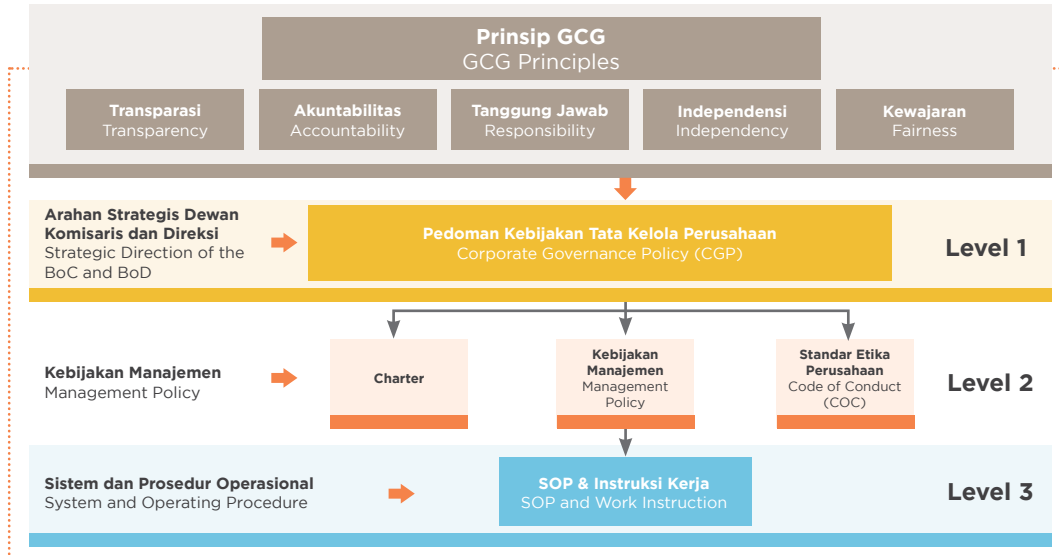 Prinsip GCG
GCG Principles
Transparasi
Transparency
Akuntabilitas
Accountability
Tanggung Jawab
Responsibility
Independensi
Independency
Kewajaran
Fairness
Arahan Strategis Dewan
Komisaris dan Direksi
Strategic Direction of the
BoC and BoD
Pedoman Kebijakan Tata Kelola Perusahaan
Corporate Governance Policy (CGP)
Level 1
Kebijakan Manajemen
Management Policy
Charter
Kebijakan
Manajemen
Management
Policy
Standar Etika
Perusahaan
Code of Conduct
(COC)
Level 2
Sistem dan Prosedur Operasional
System and Operating Procedure
SOP & Instruksi Kerja
SOP and Work Instruction
Level 3